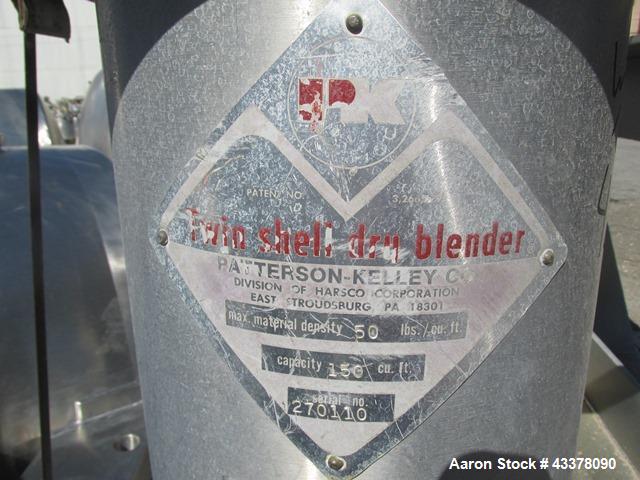 PK
PATENT NO.
Twin shell dry blender
PATTERSON-KELLEY CO
DIVISION OF HARSCO CORPORATION
EAST STROUDSBURG, PA 18301
max. material density 50 lbs./cu. ft.
capacity 150 cu. ft.
serial no.
270110
Aaron Stock # 43378090